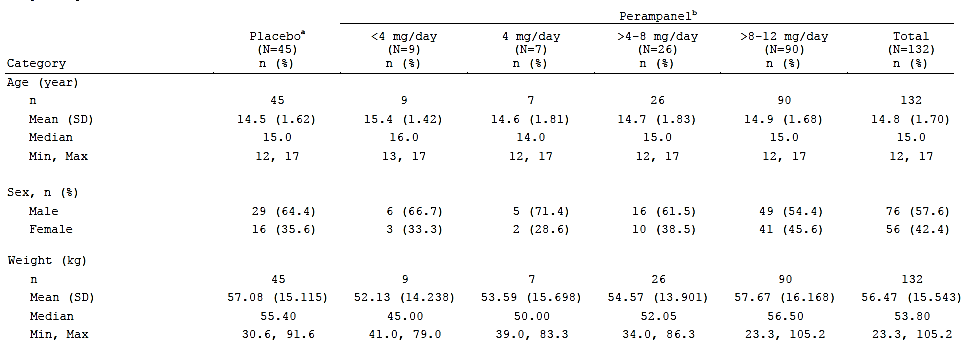 Perampanelᵇ
Placeboᵃ <4 mg/day 4 mg/day >4-8 mg/day >8-12 mg/day Total
(N=45) (N=9) (N=7) (N=26) (N=90) (N=132)
Category n (%) n (%) n (%) n (%) n (%) n (%)
Age (year)
n 45 9 7 26 90 132
Mean (SD) 14.5 (1.62) 15.4 (1.42) 14.6 (1.81) 14.7 (1.83) 14.9 (1.68) 14.8 (1.70)
Median 15.0 16.0 14.0 15.0 15.0 15.0
Min, Max 12, 17 13, 17 12, 17 12, 17 12, 17 12, 17
Sex, n (%)
Male 29 (64.4) 6 (66.7) 5 (71.4) 16 (61.5) 49 (54.4) 76 (57.6)
Female 16 (35.6) 3 (33.3) 2 (28.6) 10 (38.5) 41 (45.6) 56 (42.4)
Weight (kg)
n 45 9 7 26 90 132
Mean (SD) 57.08 (15.115) 52.13 (14.238) 53.59 (15.698) 54.57 (13.901) 57.67 (16.168) 56.47 (15.543)
Median 55.40 45.00 50.00 52.05 56.50 53.80
Min, Max 30.6, 91.6 41.0, 79.0 39.0, 83.3 34.0, 86.3 23.3, 105.2 23.3, 105.2